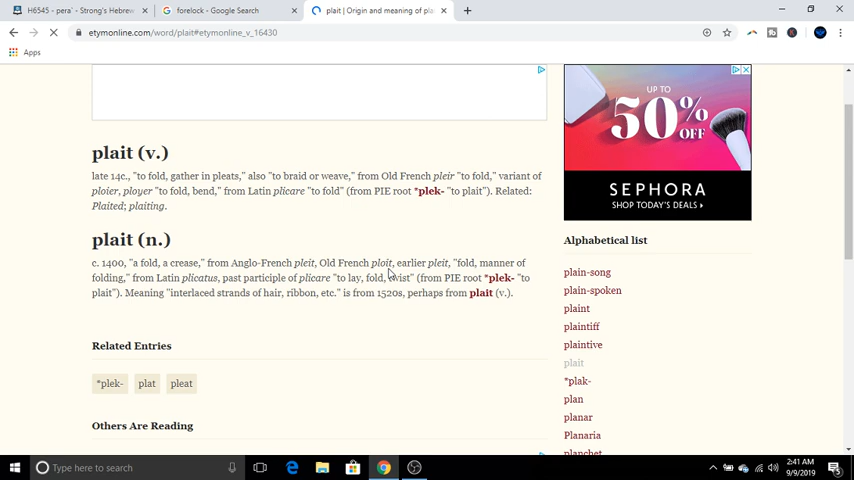 H6545 - pera` - Strong's Hebrew
forelock - Google Search
plait | Origin and meaning of pla
etymonline.com/word/plait#etymonline_v_16430
Apps
plait (v.)
late 14c., "to fold, gather in pleats," also "to braid or weave," from Old French pleir "to fold," variant of
ploier, ployer "to fold, bend," from Latin plicare "to fold" (from PIE root *plek- "to plait"). Related:
Plaited; plaiting.
plait (n.)
c. 1400, "a fold, a crease," from Anglo-French pleit, Old French ploit, earlier pleit, "fold, manner of
folding," from Latin plicatus, past participle of plicare "to lay, fold, twist" (from PIE root *plek- "to
plait"). Meaning "interlaced strands of hair, ribbon, etc." is from 1520s, perhaps from plait (v.).
Related Entries
*plek-
plat
pleat
Others Are Reading
UP TO
50% OFF
SEPHORA
SHOP TODAY'S DEALS
Alphabetical list
plain-song
plain-spoken
plaint
plaintiff
plaintive
plait
*plak-
plan
planar
Planaria
planchet
Type here to search
2:41 AM
9/9/2019